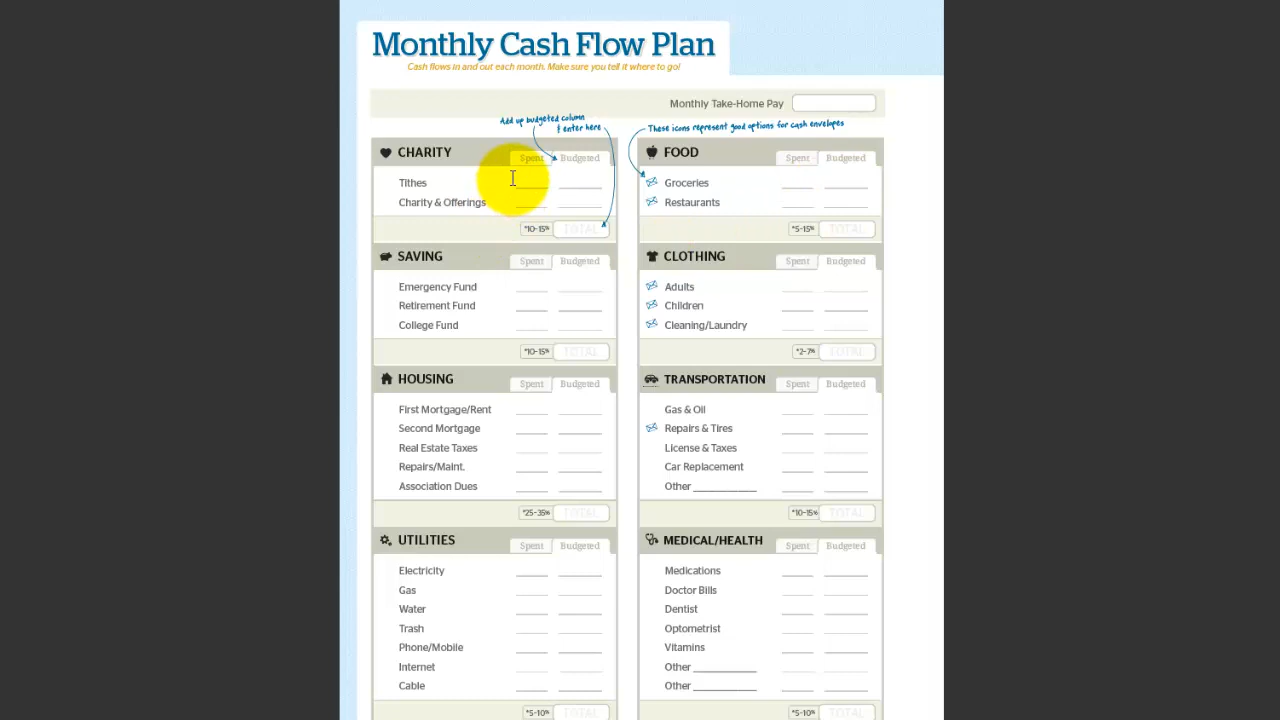 Monthly Cash Flow Plan
Cash flows in and out each month. Make sure you tell it where to go!
Monthly Take-Home Pay
Add up budgeted column
& enter here
These icons represent good options for cash envelopes
CHARITY Spent Budgeted
Tithes
Charity & Offerings
*10-15% TOTAL
SAVING Spent Budgeted
Emergency Fund
Retirement Fund
College Fund
*10-15% TOTAL
HOUSING Spent Budgeted
First Mortgage/Rent
Second Mortgage
Real Estate Taxes
Repairs/Maint.
Association Dues
*25-35% TOTAL
UTILITIES Spent Budgeted
Electricity
Gas
Water
Trash
Phone/Mobile
Internet
Cable
*5-10% TOTAL
FOOD Spent Budgeted
Groceries
Restaurants
*5-15% TOTAL
CLOTHING Spent Budgeted
Adults
Children
Cleaning/Laundry
*2-7% TOTAL
TRANSPORTATION Spent Budgeted
Gas & Oil
Repairs & Tires
License & Taxes
Car Replacement
Other ____________
*10-15% TOTAL
MEDICAL/HEALTH Spent Budgeted
Medications
Doctor Bills
Dentist
Optometrist
Vitamins
Other ____________
Other ____________
*5-10% TOTAL